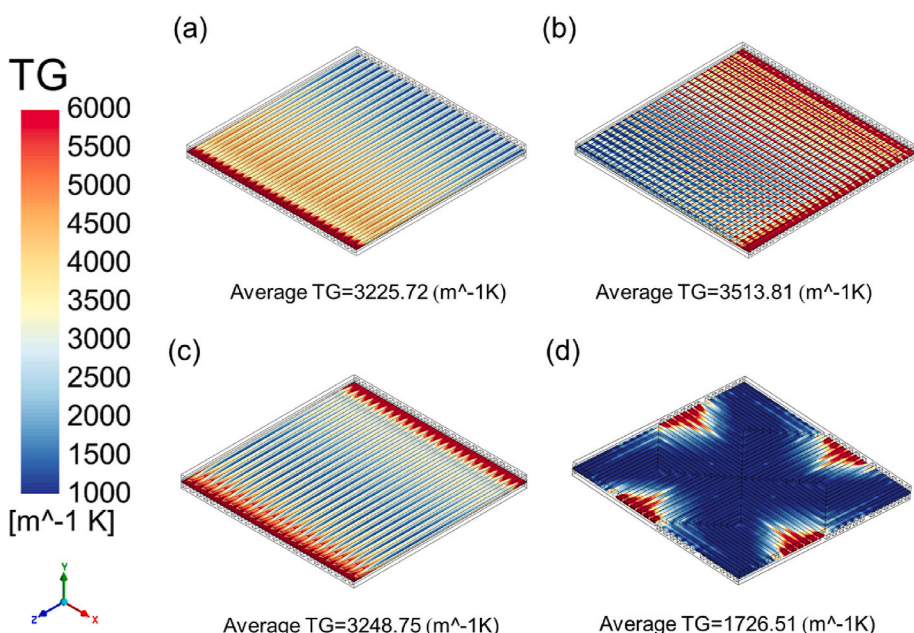 (a)
(b)
TG
6000
5500
5000
4500
4000
3500
3000
2500
2000
1500
1000
[m^-1 K]
Average TG=3225.72 (m^-1K)
Average TG=3513.81 (m^-1K)
(c)
(d)
Y
Z
X
Average TG=3248.75 (m^-1K)
Average TG=1726.51 (m^-1K)